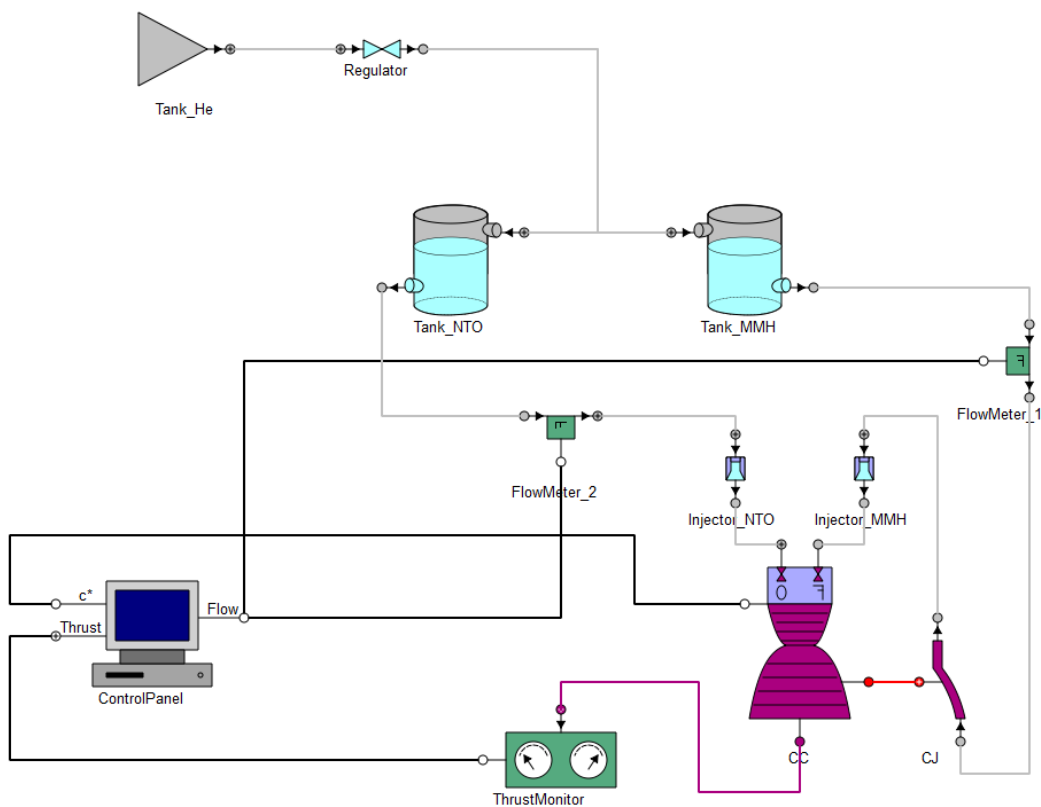 Regulator
Tank_He
Tank_NTO
Tank_MMH
F
FlowMeter_1
F
FlowMeter_2
Injector_NTO
Injector_MMH
O
F
c*
Flow
Thrust
ControlPanel
CC
CJ
ThrustMonitor